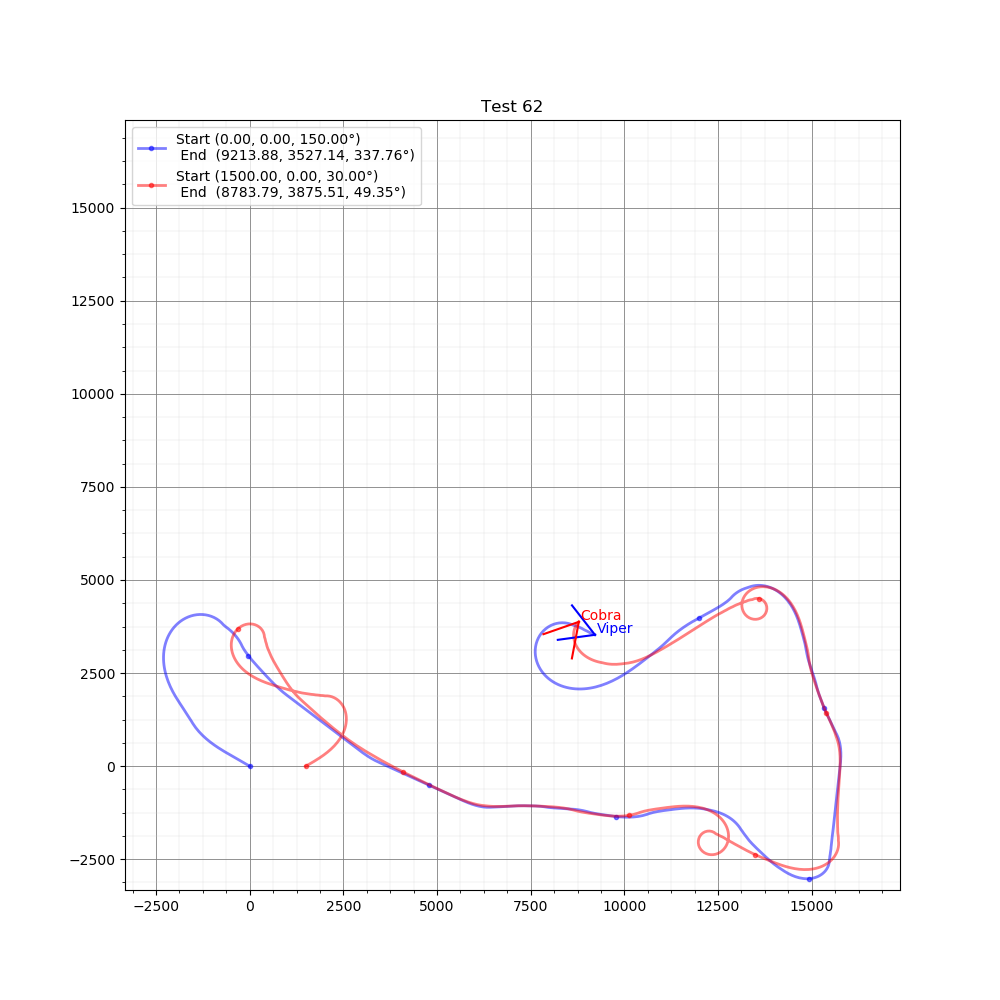 Test 62
Start (0.00, 0.00, 150.00°)
End  (9213.88, 3527.14, 337.76°)
Start (1500.00, 0.00, 30.00°)
End  (8783.79, 3875.51, 49.35°)
15000
12500
10000
7500
5000
Cobra
Viper
2500
0
−2500
−2500 0 2500 5000 7500 10000 12500 15000